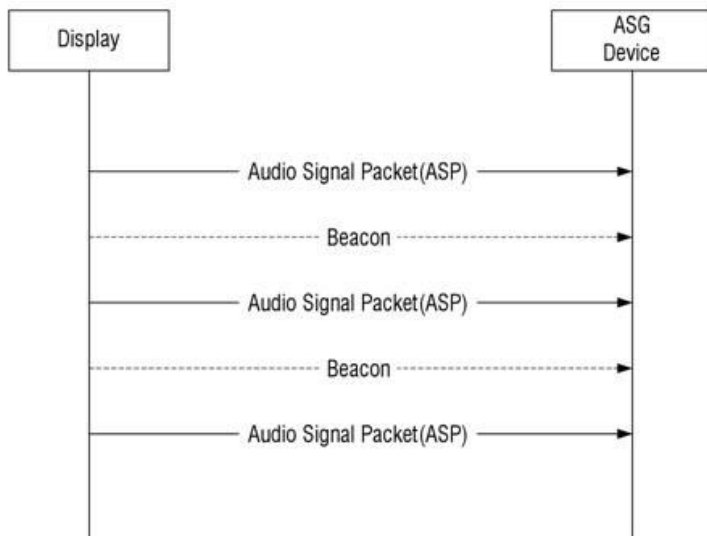 Display
ASG
Device
Audio Signal Packet(ASP)
Beacon
Audio Signal Packet(ASP)
Beacon
Audio Signal Packet(ASP)